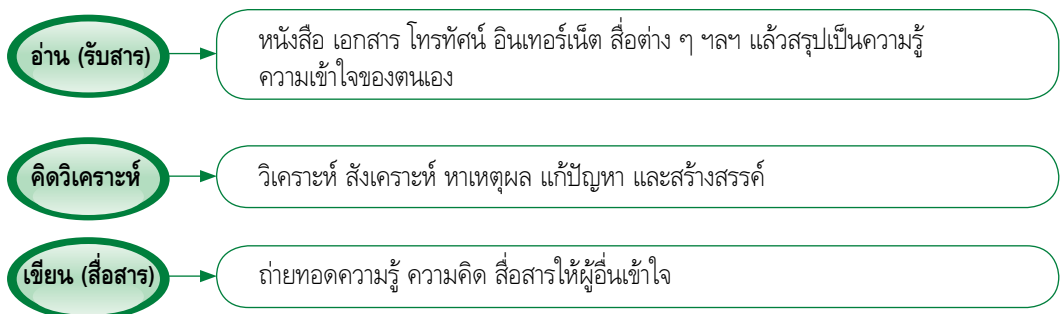 อ่าน (รับสาร)
หนังสือ เอกสาร โทรทัศน์ อินเทอร์เน็ต สื่อต่าง ๆ ฯลฯ แล้วสรุปเป็นความรู้
ความเข้าใจของตนเอง
คิดวิเคราะห์
วิเคราะห์ สังเคราะห์ หาเหตุผล แก้ปัญหา และสร้างสรรค์
เขียน (สื่อสาร)
ถ่ายทอดความรู้ ความคิด สื่อสารให้ผู้อื่นเข้าใจ